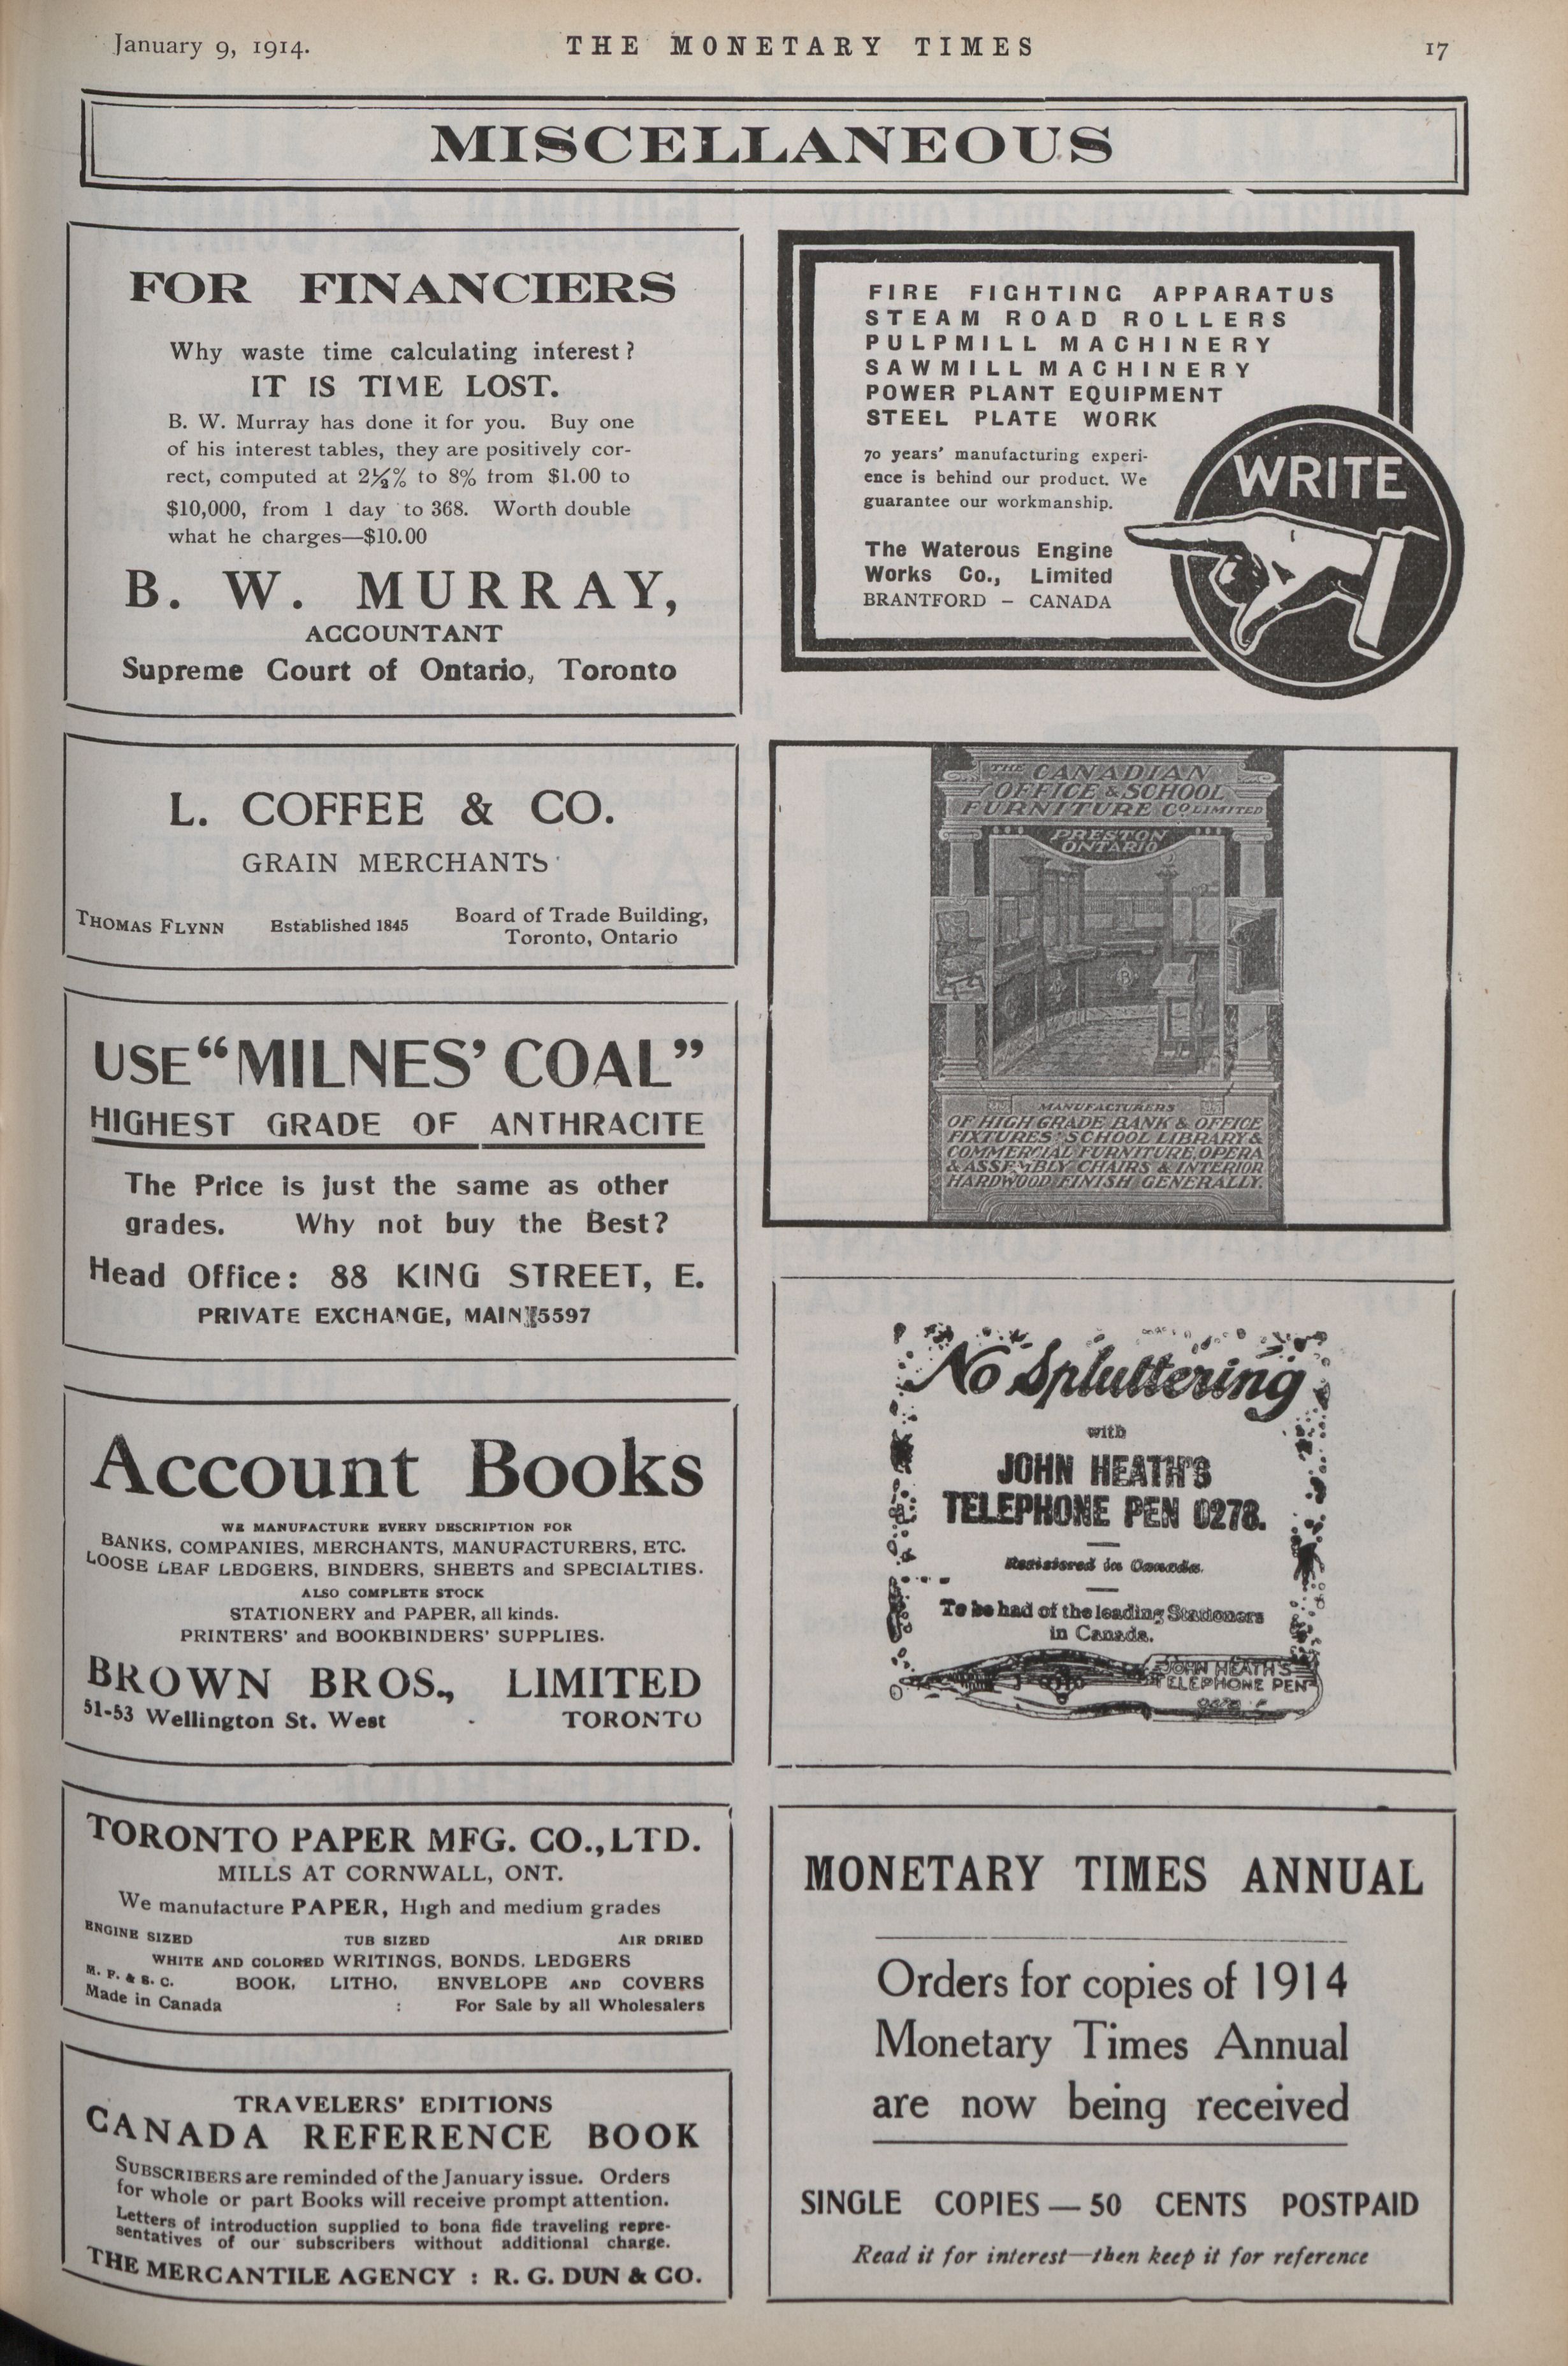 January 9, 1914.
THE MONETARY TIMES
17
MISCELLANEOUS
FOR FINANCIERS
Why waste time calculating interest?
IT IS TIME LOST.
B. W. Murray has done it for you. Buy one
of his interest tables, they are positively cor-
rect, computed at 2½% to 8% from $1.00 to
$10,000, from 1 day to 368. Worth double
what he charges—$10.00
B. W. MURRAY,
ACCOUNTANT
Supreme Court of Ontario, Toronto
L. COFFEE & CO.
GRAIN MERCHANTS
THOMAS FLYNN
Established 1845
Board of Trade Building,
Toronto, Ontario
USE "MILNES' COAL"
HIGHEST GRADE OF ANTHRACITE
The Price is just the same as other
grades. Why not buy the Best?
Head Office: 88 KING STREET, E.
PRIVATE EXCHANGE, MAIN 5597
Account Books
WE MANUFACTURE EVERY DESCRIPTION FOR
BANKS, COMPANIES, MERCHANTS, MANUFACTURERS, ETC.
LOOSE LEAF LEDGERS, BINDERS, SHEETS and SPECIALTIES.
ALSO COMPLETE STOCK
STATIONERY and PAPER, all kinds.
PRINTERS' and BOOKBINDERS' SUPPLIES.
BROWN BROS., LIMITED
51-53 Wellington St. West - TORONTO
TORONTO PAPER MFG. CO., LTD.
MILLS AT CORNWALL, ONT.
We manufacture PAPER, High and medium grades
ENGINE SIZED TUB SIZED AIR DRIED
WHITE AND COLORED WRITINGS, BONDS, LEDGERS
M. F. & S. C. BOOK, LITHO, ENVELOPE AND COVERS
Made in Canada : For Sale by all Wholesalers
TRAVELERS' EDITIONS
CANADA REFERENCE BOOK
SUBSCRIBERS are reminded of the January issue. Orders
for whole or part Books will receive prompt attention.
Letters of introduction supplied to bona fide traveling repre-
sentatives of our subscribers without additional charge.
THE MERCANTILE AGENCY : R. G. DUN & CO.
FIRE FIGHTING APPARATUS
STEAM ROAD ROLLERS
PULPMILL MACHINERY
SAWMILL MACHINERY
POWER PLANT EQUIPMENT
STEEL PLATE WORK
70 years' manufacturing experi-
ence is behind our product. We
guarantee our workmanship.
The Waterous Engine
Works Co., Limited
BRANTFORD – CANADA
WRITE
THE CANADIAN
OFFICE & SCHOOL
FURNITURE CO. LIMITED
PRESTON
ONTARIO
MANUFACTURERS
OF HIGH GRADE BANK & OFFICE
FIXTURES, SCHOOL LIBRARY &
COMMERCIAL FURNITURE, OPERA
& ASSEMBLY CHAIRS & INTERIOR
HARDWOOD FINISH GENERALLY.
No Spluttering
with
JOHN HEATH'S
TELEPHONE PEN 0278.
Registered in Canada.
To be had of the leading Stationers
in Canada.
JOHN HEATH'S
TELEPHONE PEN
MONETARY TIMES ANNUAL
Orders for copies of 1914
Monetary Times Annual
are now being received
SINGLE COPIES — 50 CENTS POSTPAID
Read it for interest—then keep it for reference